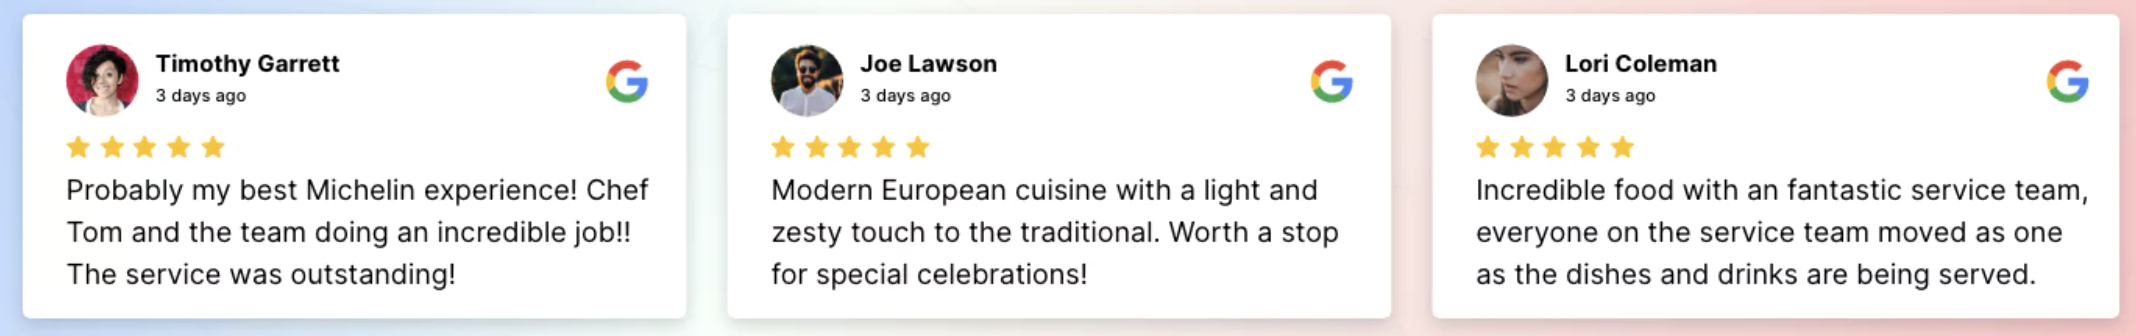 Timothy Garrett
3 days ago
Probably my best Michelin experience! Chef
Tom and the team doing an incredible job!!
The service was outstanding!
Joe Lawson
3 days ago
Modern European cuisine with a light and
zesty touch to the traditional. Worth a stop
for special celebrations!
Lori Coleman
3 days ago
Incredible food with an fantastic service team,
everyone on the service team moved as one
as the dishes and drinks are being served.